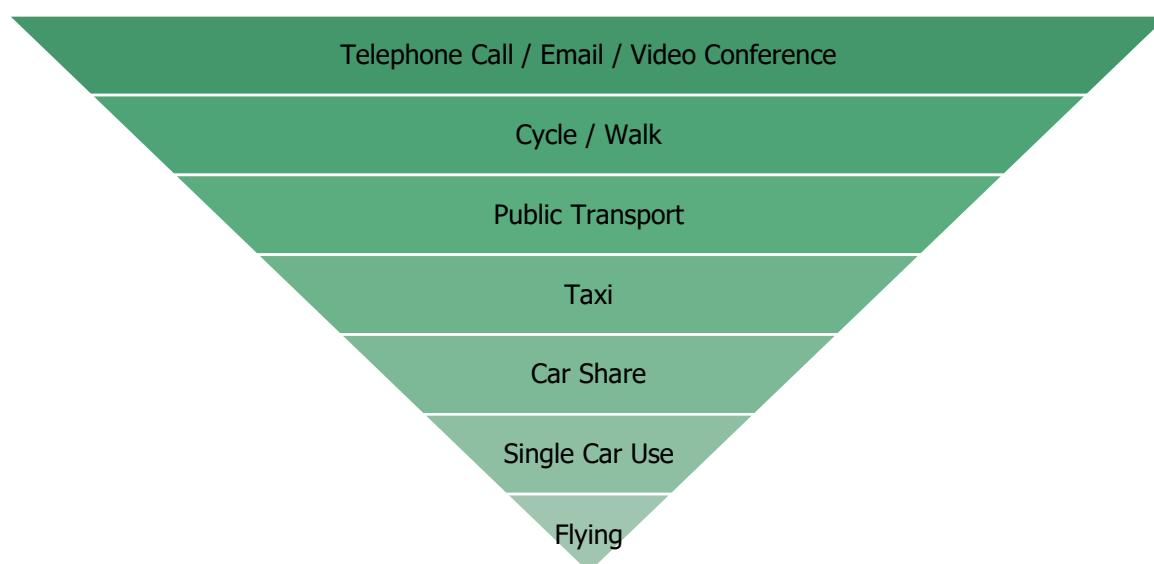 Telephone Call / Email / Video Conference
Cycle / Walk
Public Transport
Taxi
Car Share
Single Car Use
Flying